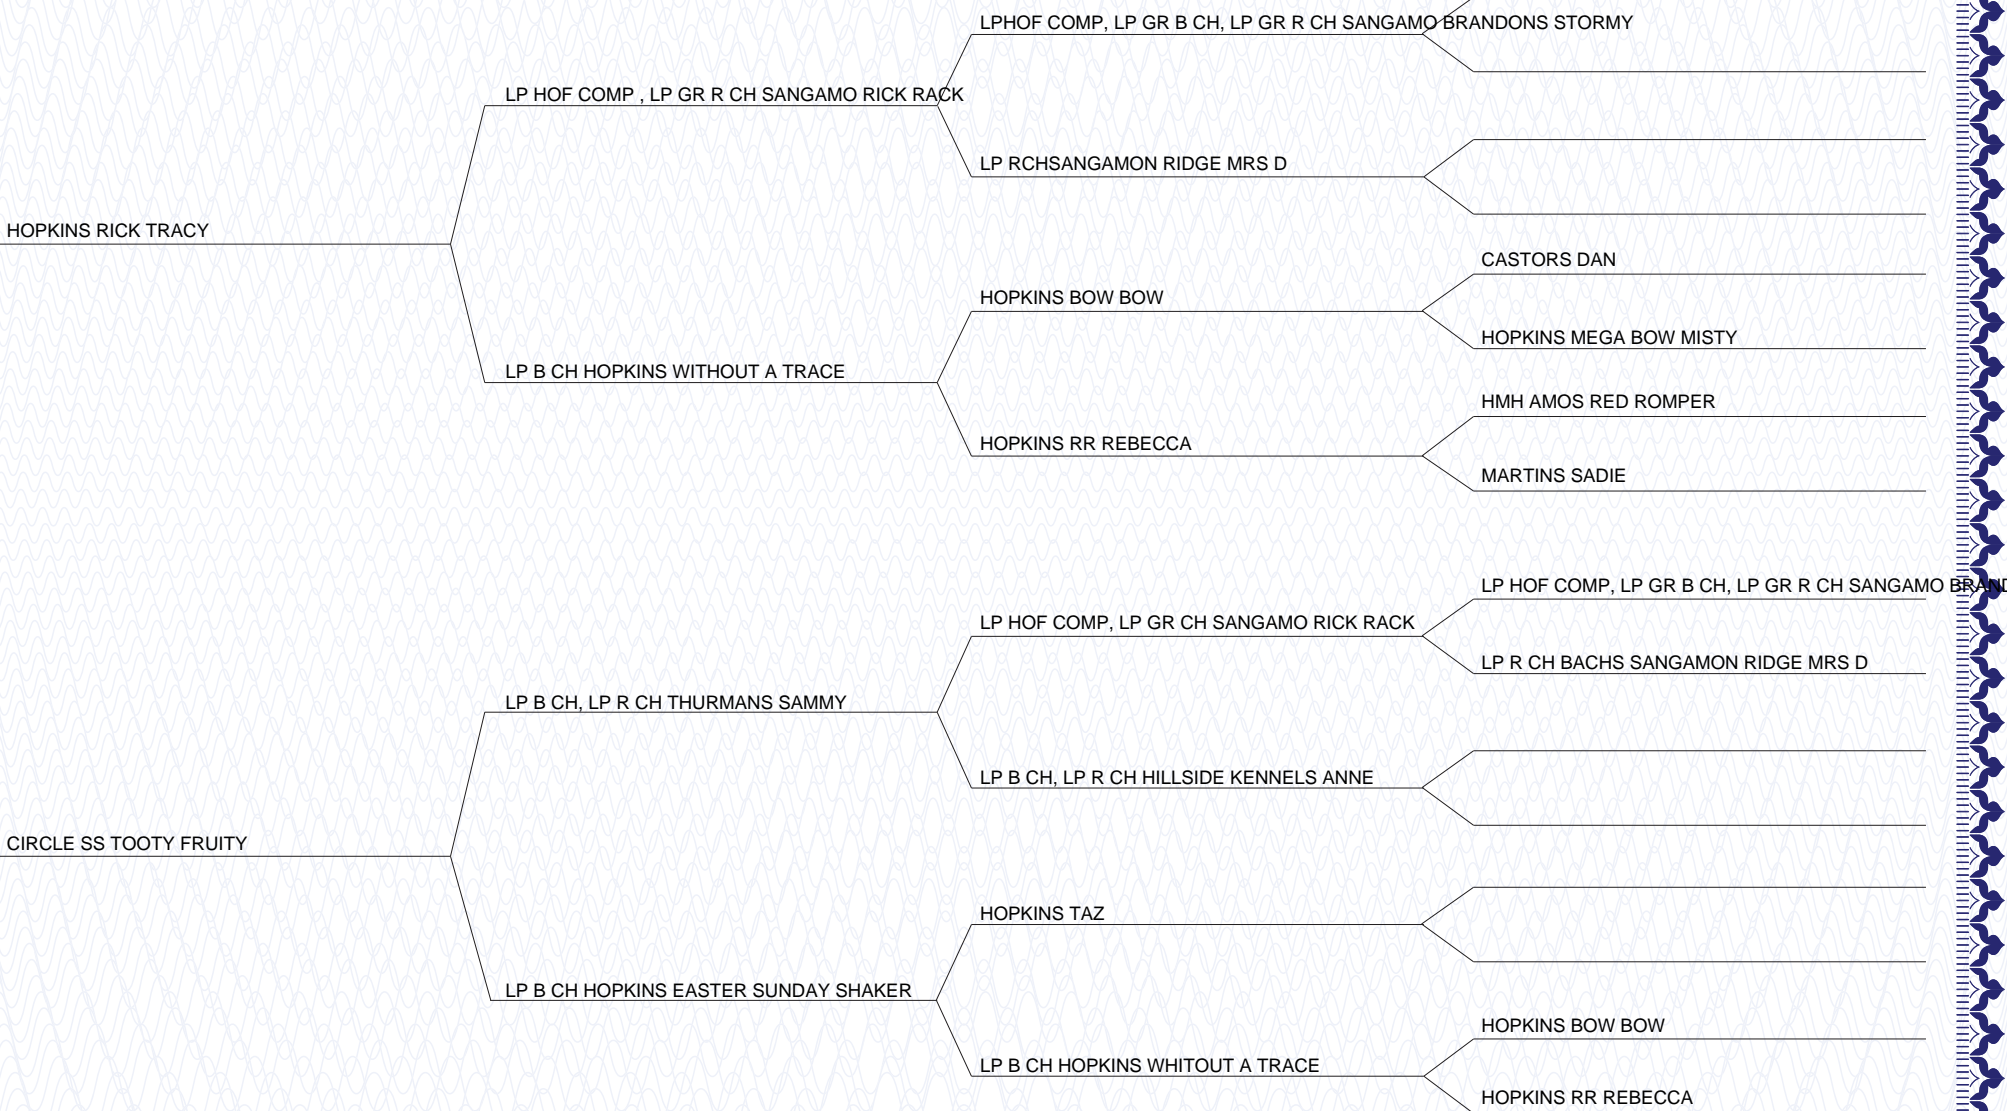 LPHOF COMP, LP GR B CH, LP GR R CH SANGAMO BRANDONS STORMY
LP HOF COMP , LP GR R CH SANGAMO RICK RACK
LP RCHSANGAMON RIDGE MRS D
HOPKINS RICK TRACY
CASTORS DAN
HOPKINS BOW BOW
HOPKINS MEGA BOW MISTY
LP B CH HOPKINS WITHOUT A TRACE
HMH AMOS RED ROMPER
HOPKINS RR REBECCA
MARTINS SADIE
LP HOF COMP, LP GR B CH, LP GR R CH SANGAMO
LP HOF COMP, LP GR CH SANGAMO RICK RACK
LP R CH BACHS SANGAMON RIDGE MRS D
LP B CH, LP R CH THURMANS SAMMY
LP B CH, LP R CH HILLSIDE KENNELS ANNE
CIRCLE SS TOOTY FRUITY
HOPKINS TAZ
LP B CH HOPKINS EASTER SUNDAY SHAKER
HOPKINS BOW BOW
LP B CH HOPKINS WHITOUT A TRACE
HOPKINS RR REBECCA